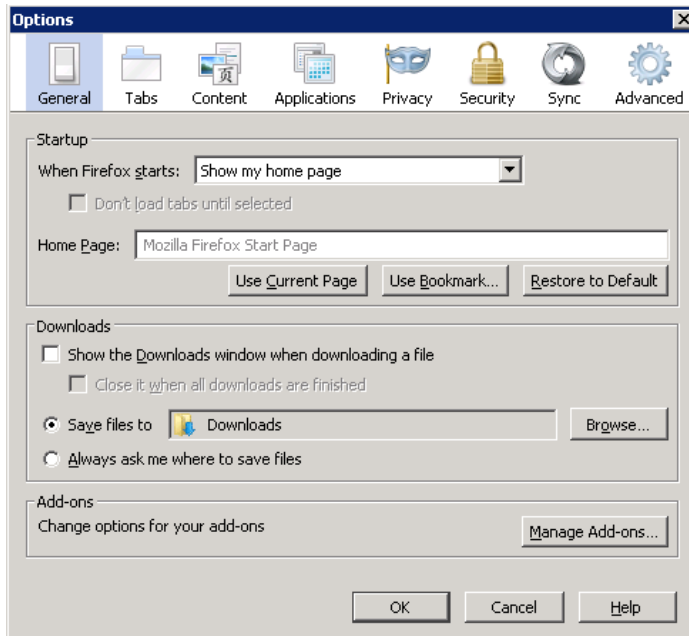 Options
General Tabs Content Applications Privacy Security Sync Advanced
Startup
When Firefox starts: Show my home page
Don't load tabs until selected
Home Page: Mozilla Firefox Start Page
Use Current Page Use Bookmark... Restore to Default
Downloads
Show the Downloads window when downloading a file
Close it when all downloads are finished
Save files to Downloads Browse...
Always ask me where to save files
Add-ons
Change options for your add-ons
Manage Add-ons...
OK Cancel Help